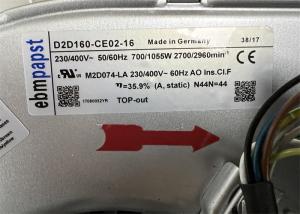 ebmpapst
D2D160-CE02-16 Made in Germany 38/17
230/400V~ 50/60Hz 700/1055W 2700/2960min⁻¹
M2D074-LA 230/400V~ 60Hz AO Ins.Cl.F
η=35.9% (A, static) N44N=44
TOP-out